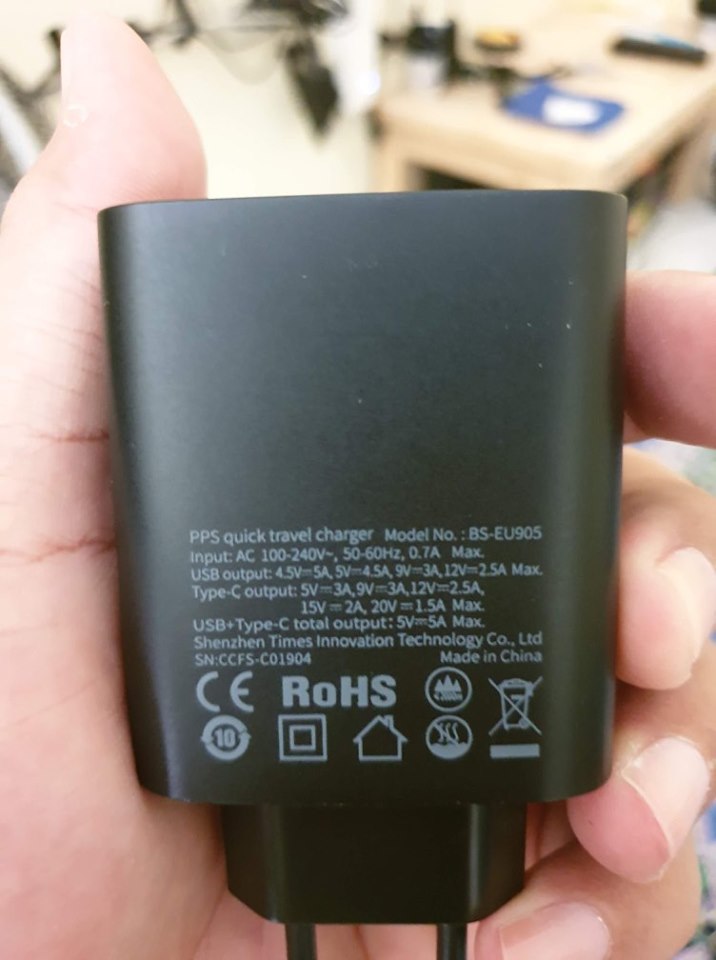 PPS quick travel charger Model No. : BS-EU905
Input: AC 100-240V~, 50-60Hz, 0.7A Max.
USB output: 4.5V⎓5A, 5V⎓4.5A, 9V⎓3A, 12V⎓2.5A Max.
Type-C output: 5V⎓3A, 9V⎓3A, 12V⎓2.5A,
15V⎓2A, 20V⎓1.5A Max.
USB+Type-C total output: 5V⎓5A Max.
Shenzhen Times Innovation Technology Co., Ltd
SN:CCFS-C01904 Made in China
CE RoHS
10